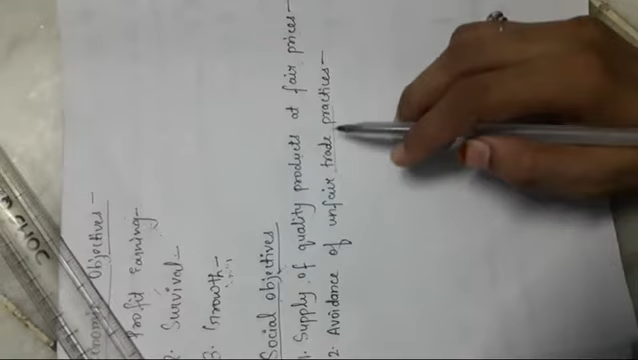 Objectives -
Profit Earning -
2. Survival -
3. Growth -
Social objectives
1. Supply of quality products at fair prices -
2. Avoidance of unfair trade practices -